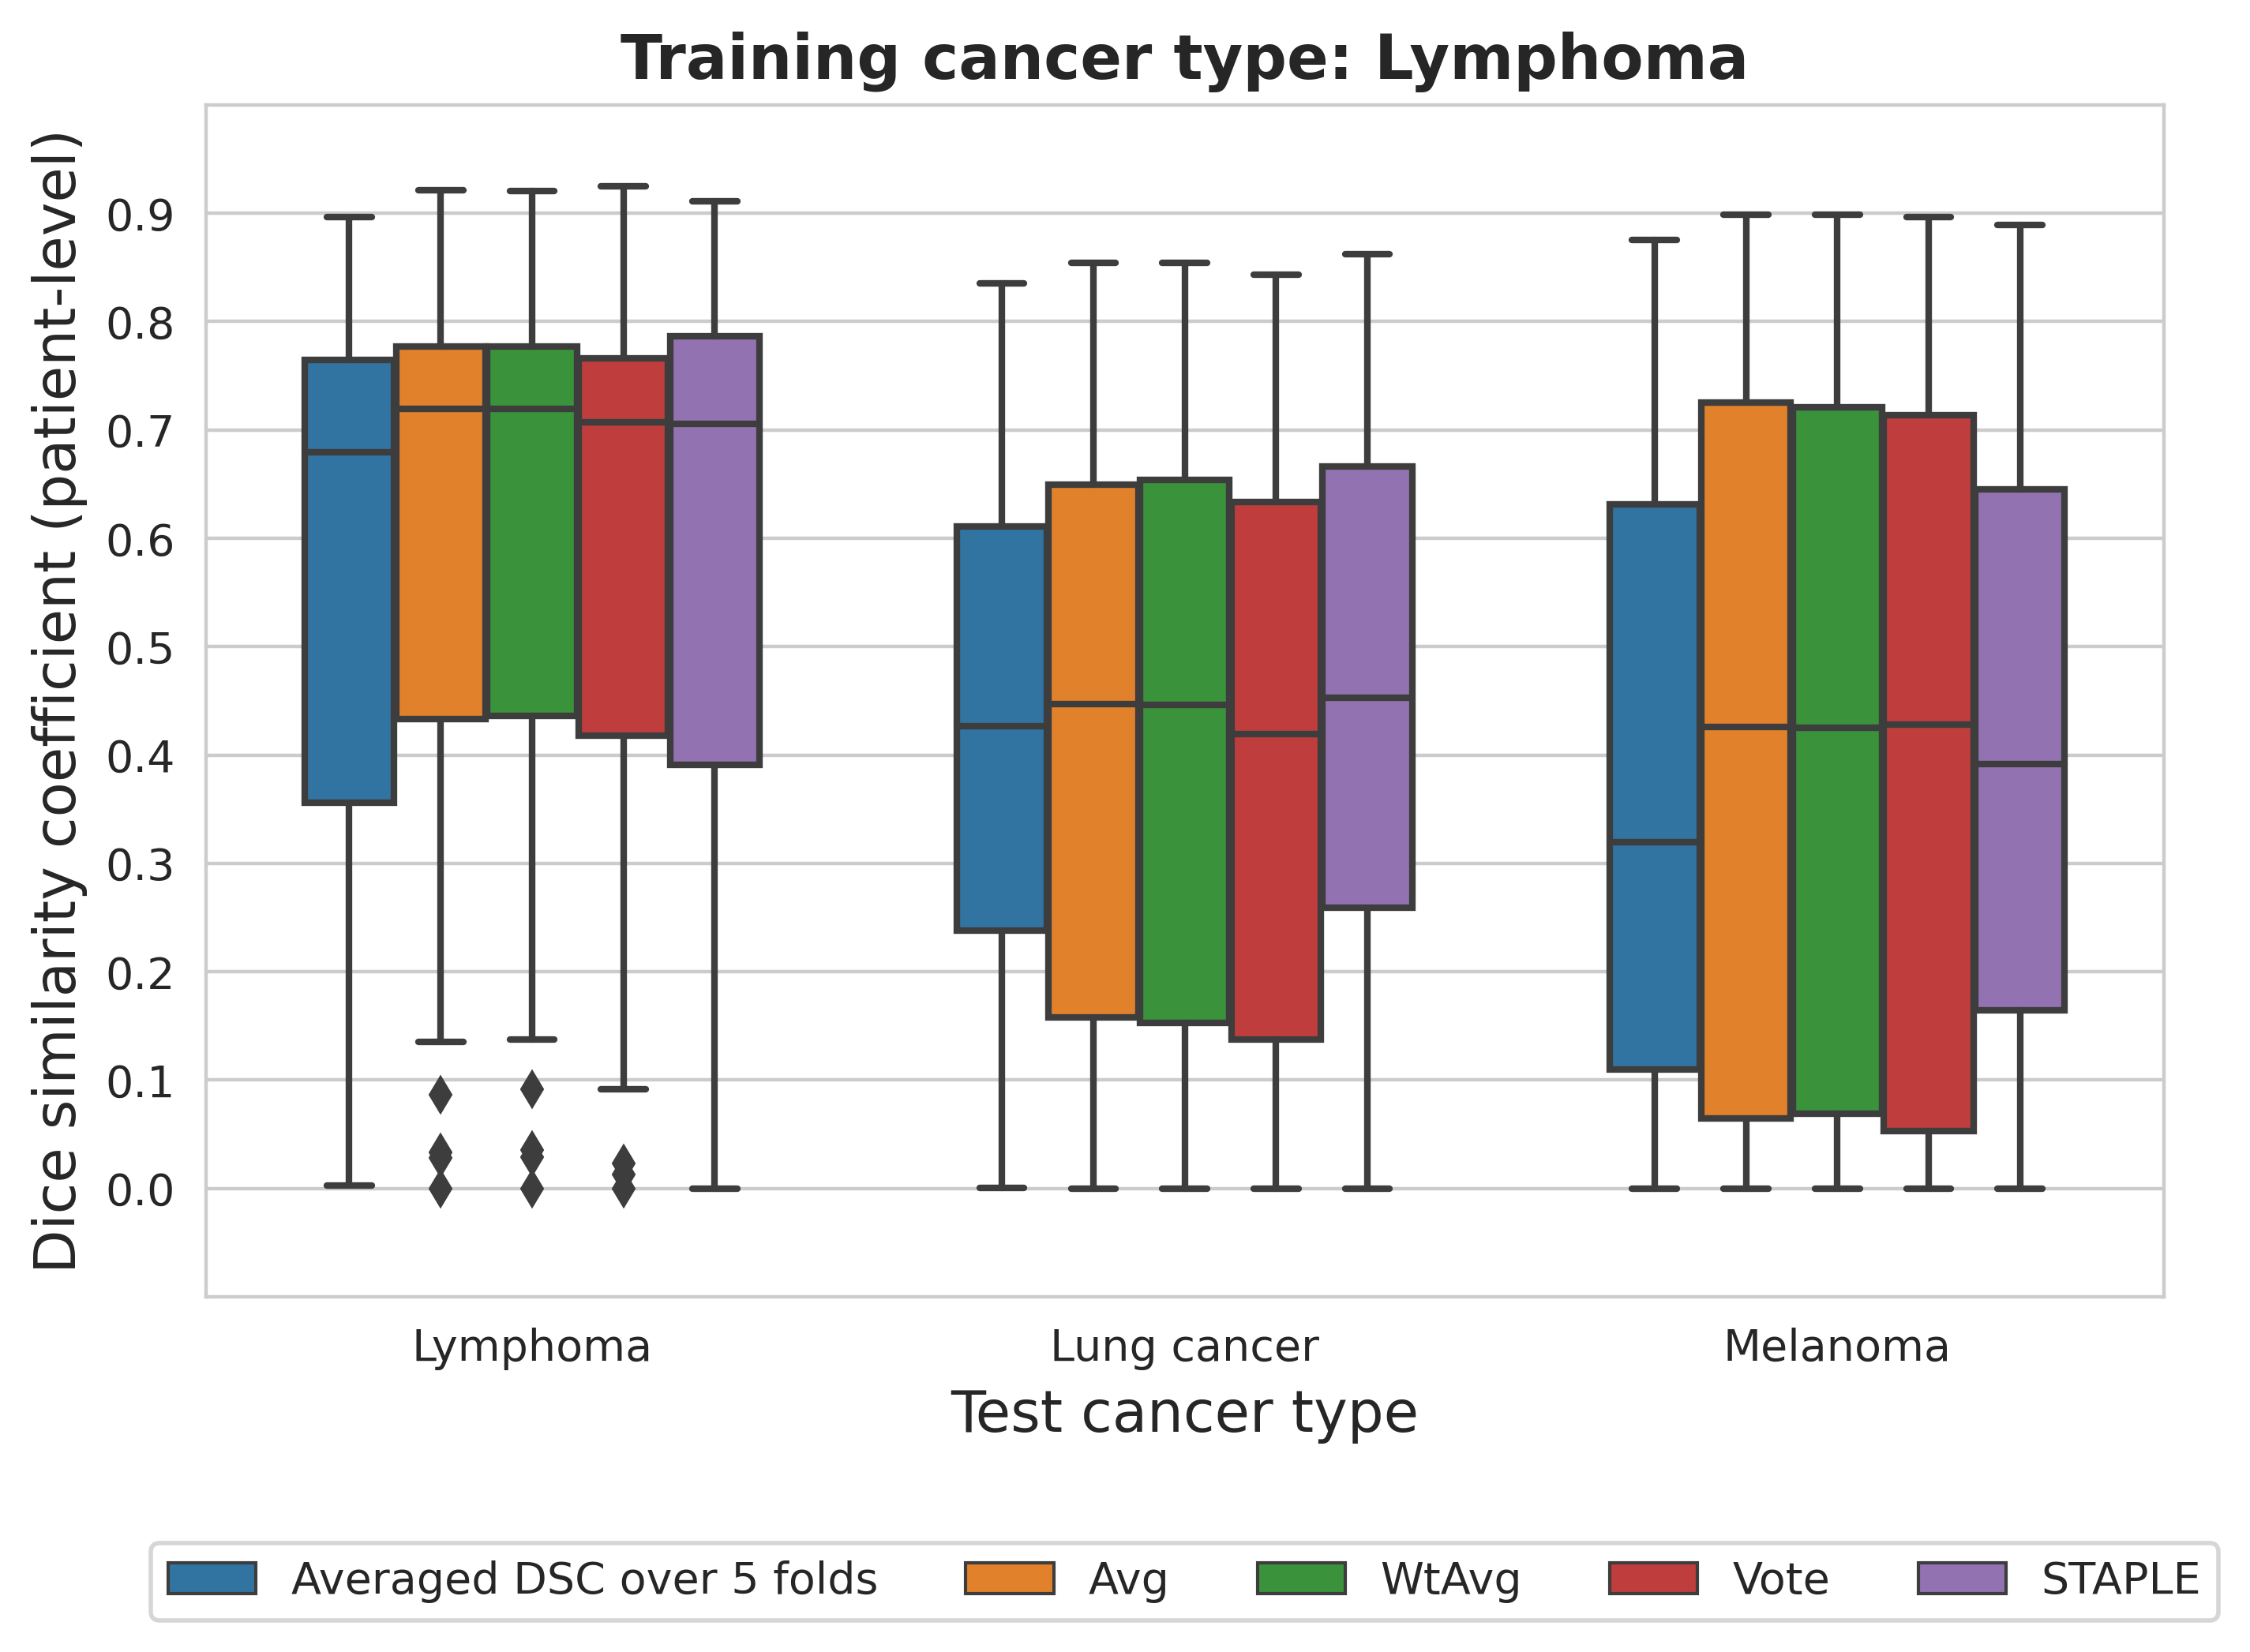 Training cancer type: Lymphoma
Dice similarity coefficient (patient-level)
0.9
0.8
0.7
0.6
0.5
0.4
0.3
0.2
0.1
0.0
Lymphoma Lung cancer Melanoma
Test cancer type
Averaged DSC over 5 folds Avg WtAvg Vote STAPLE